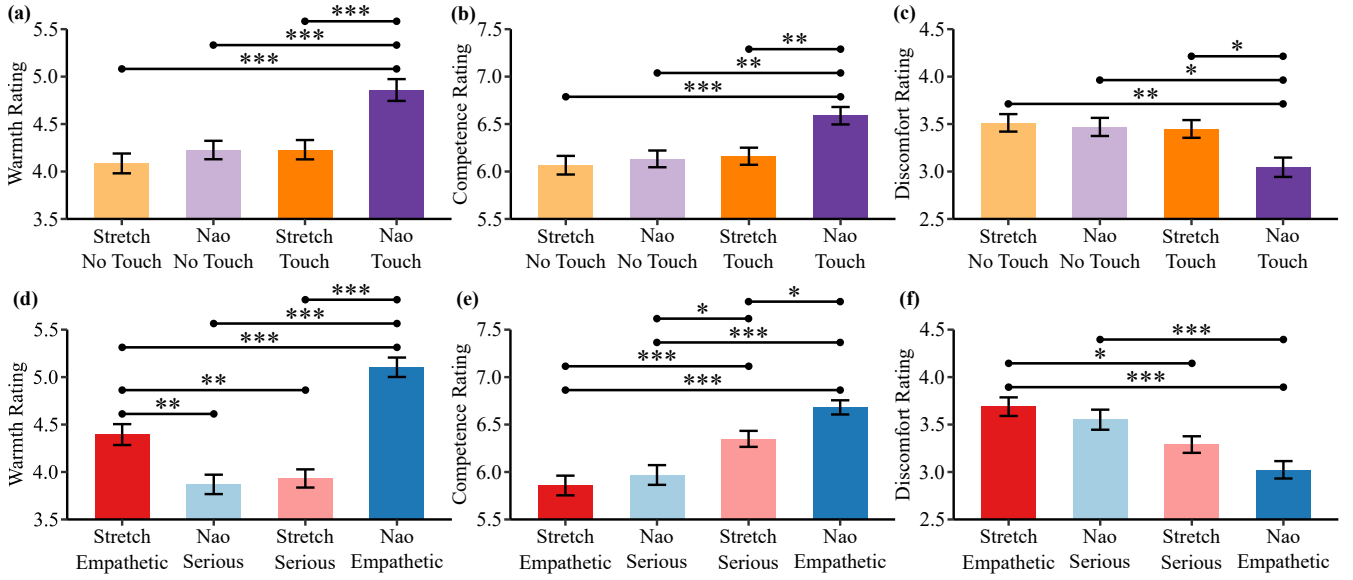 (a)
Warmth Rating
5.5
5.0
4.5
4.0
3.5
***
***
***
Stretch No Touch
Nao No Touch
Stretch Touch
Nao Touch
(b)
Competence Rating
7.5
7.0
6.5
6.0
5.5
**
**
***
Stretch No Touch
Nao No Touch
Stretch Touch
Nao Touch
(c)
Discomfort Rating
4.5
4.0
3.5
3.0
2.5
*
*
**
Stretch No Touch
Nao No Touch
Stretch Touch
Nao Touch
(d)
Warmth Rating
5.5
5.0
4.5
4.0
3.5
***
***
***
**
**
Stretch Empathetic
Nao Serious
Stretch Serious
Nao Empathetic
(e)
Competence Rating
7.5
7.0
6.5
6.0
5.5
*
*
***
***
***
Stretch Empathetic
Nao Serious
Stretch Serious
Nao Empathetic
(f)
Discomfort Rating
4.5
4.0
3.5
3.0
2.5
***
*
***
Stretch Empathetic
Nao Serious
Stretch Serious
Nao Empathetic